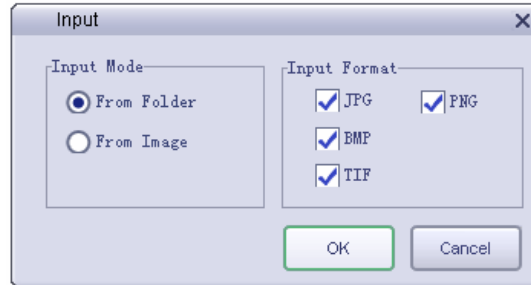 Input
Input Mode
From Folder
From Image
Input Format
JPG PNG
BMP
TIF
OK Cancel